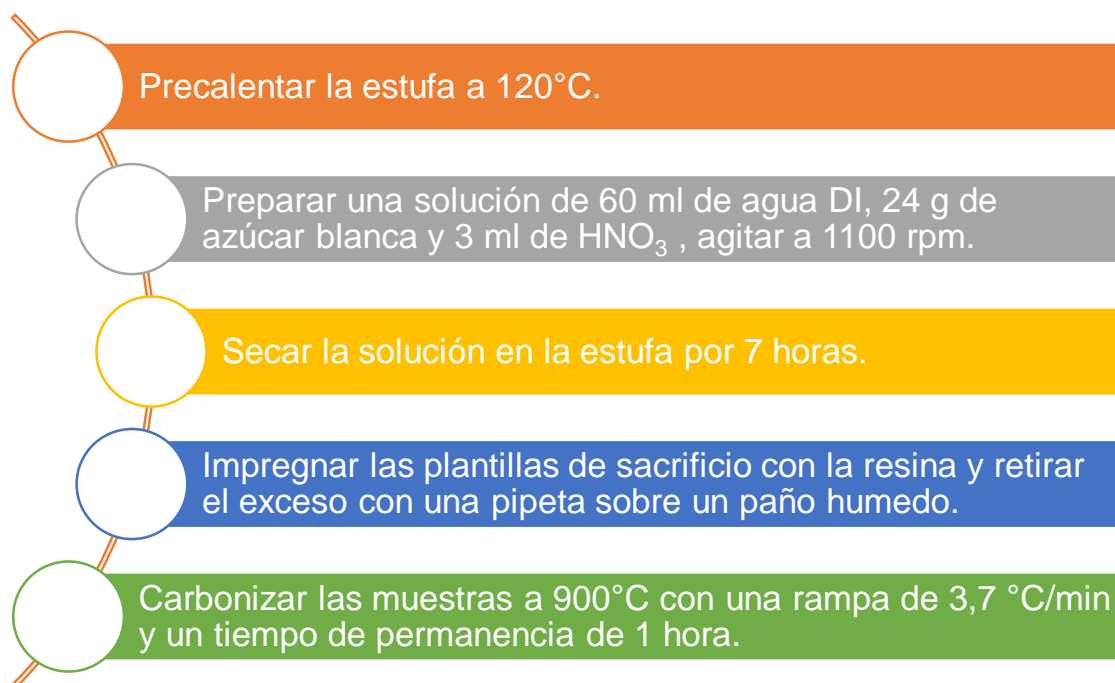 Precalentar la estufa a 120°C.
Preparar una solución de 60 ml de agua DI, 24 g de
azúcar blanca y 3 ml de HNO₃ , agitar a 1100 rpm.
Secar la solución en la estufa por 7 horas.
Impregnar las plantillas de sacrificio con la resina y retirar
el exceso con una pipeta sobre un paño humedo.
Carbonizar las muestras a 900°C con una rampa de 3,7 °C/min
y un tiempo de permanencia de 1 hora.